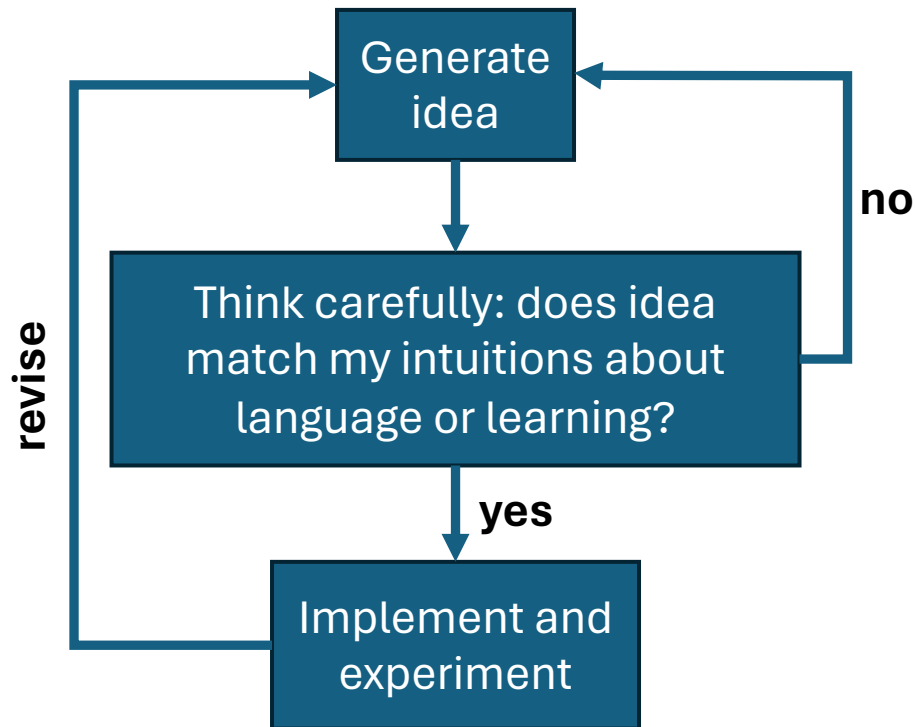 Generate
idea
no
Think carefully: does idea
match my intuitions about
language or learning?
revise
yes
Implement and
experiment